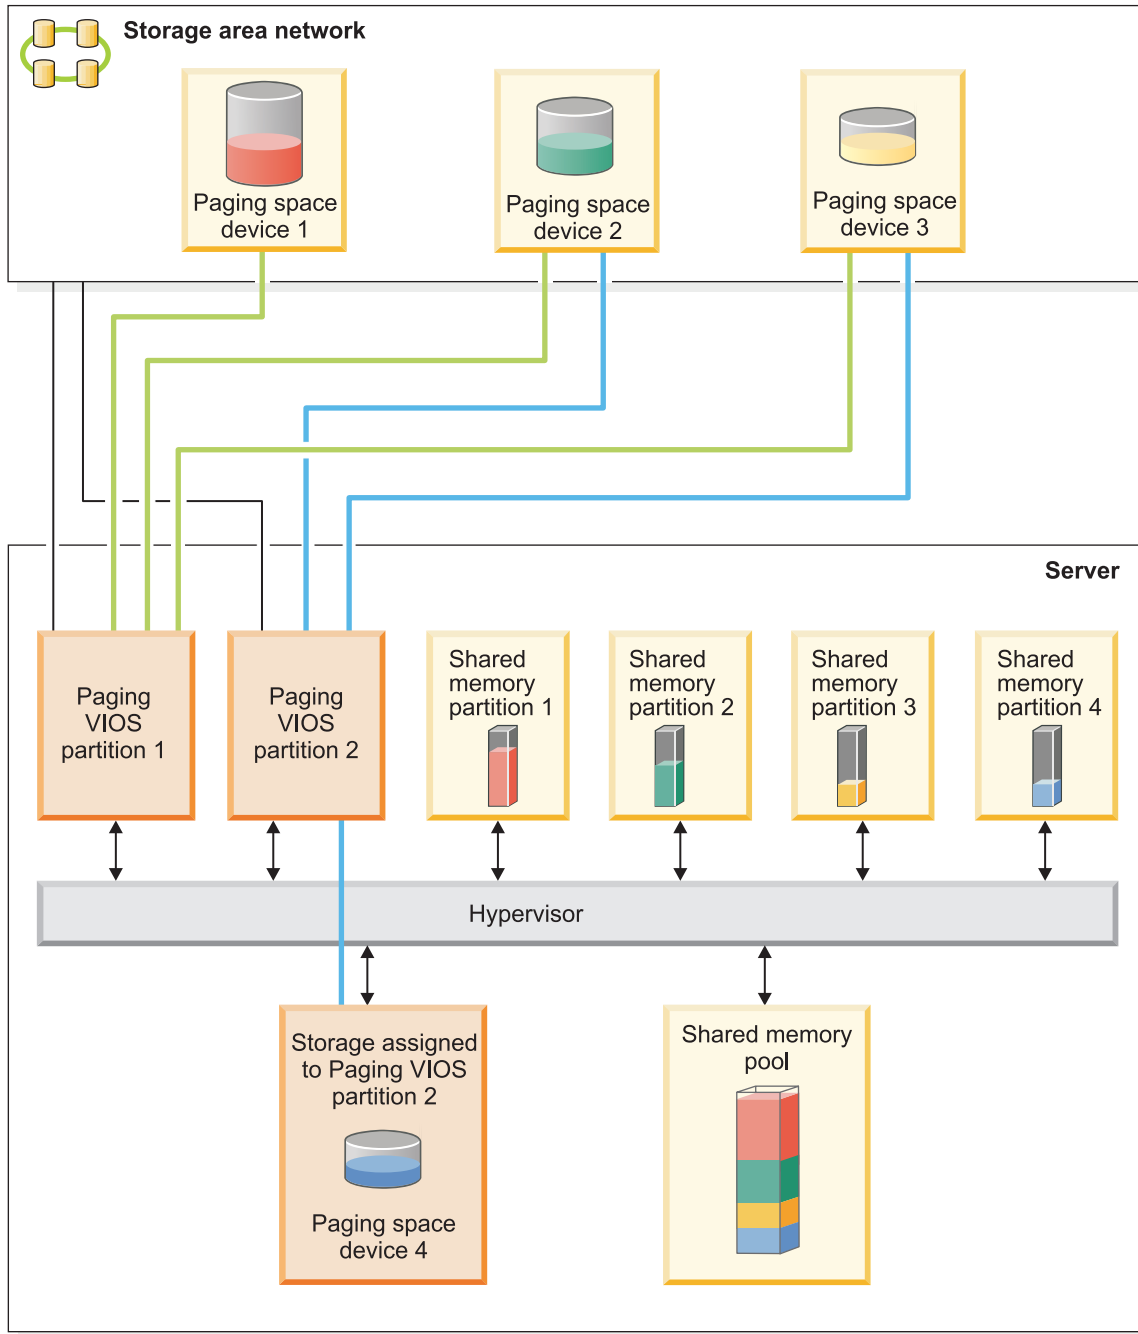 Storage area network
Paging space
device 1
Paging space
device 2
Paging space
device 3
Server
Paging
VIOS
partition 1
Paging
VIOS
partition 2
Shared
memory
partition 1
Shared
memory
partition 2
Shared
memory
partition 3
Shared
memory
partition 4
Hypervisor
Storage assigned
to Paging VIOS
partition 2
Paging space
device 4
Shared memory
pool